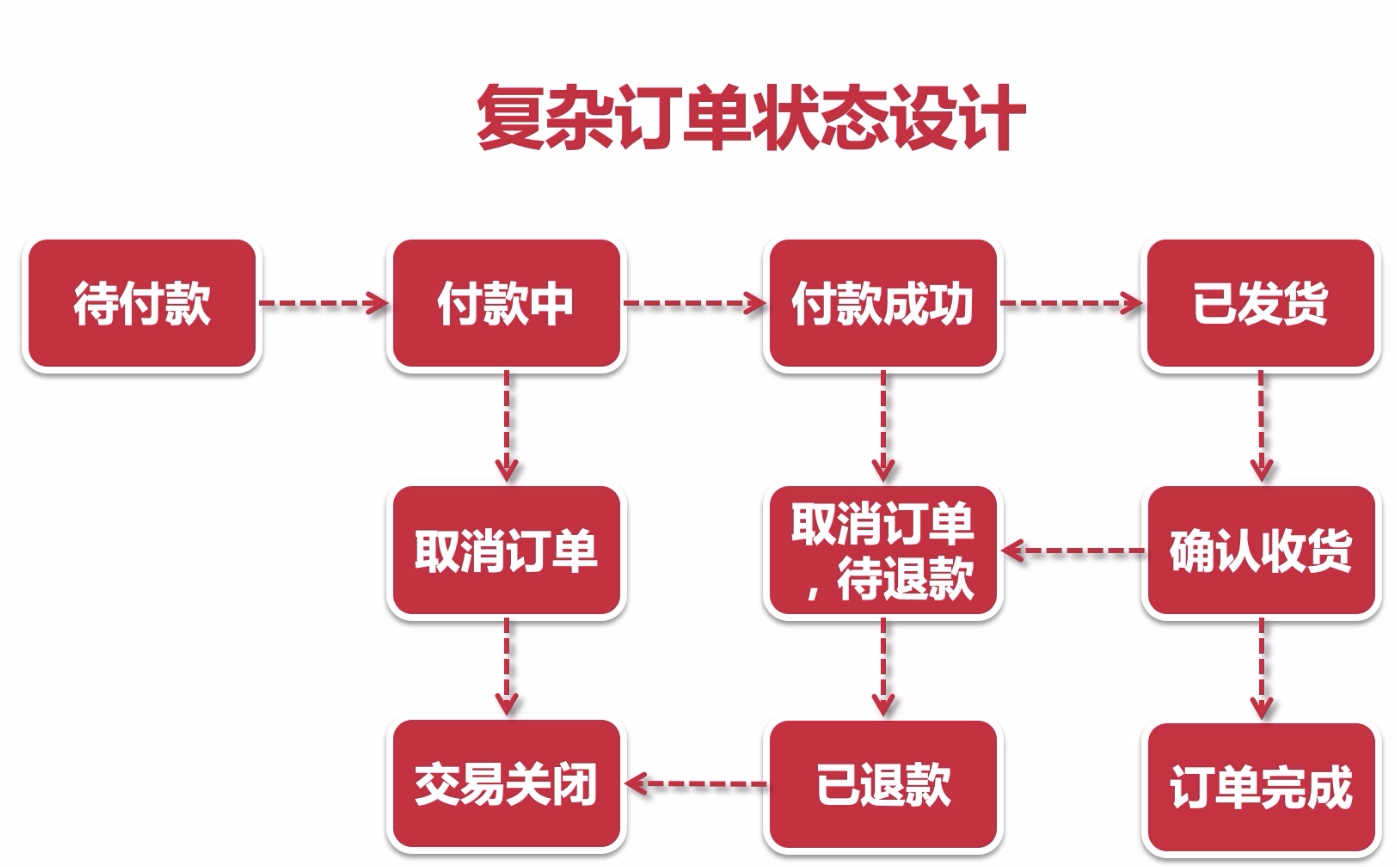 复杂订单状态设计
待付款
付款中
付款成功
已发货
取消订单
取消订单
，待退款
确认收货
交易关闭
已退款
订单完成